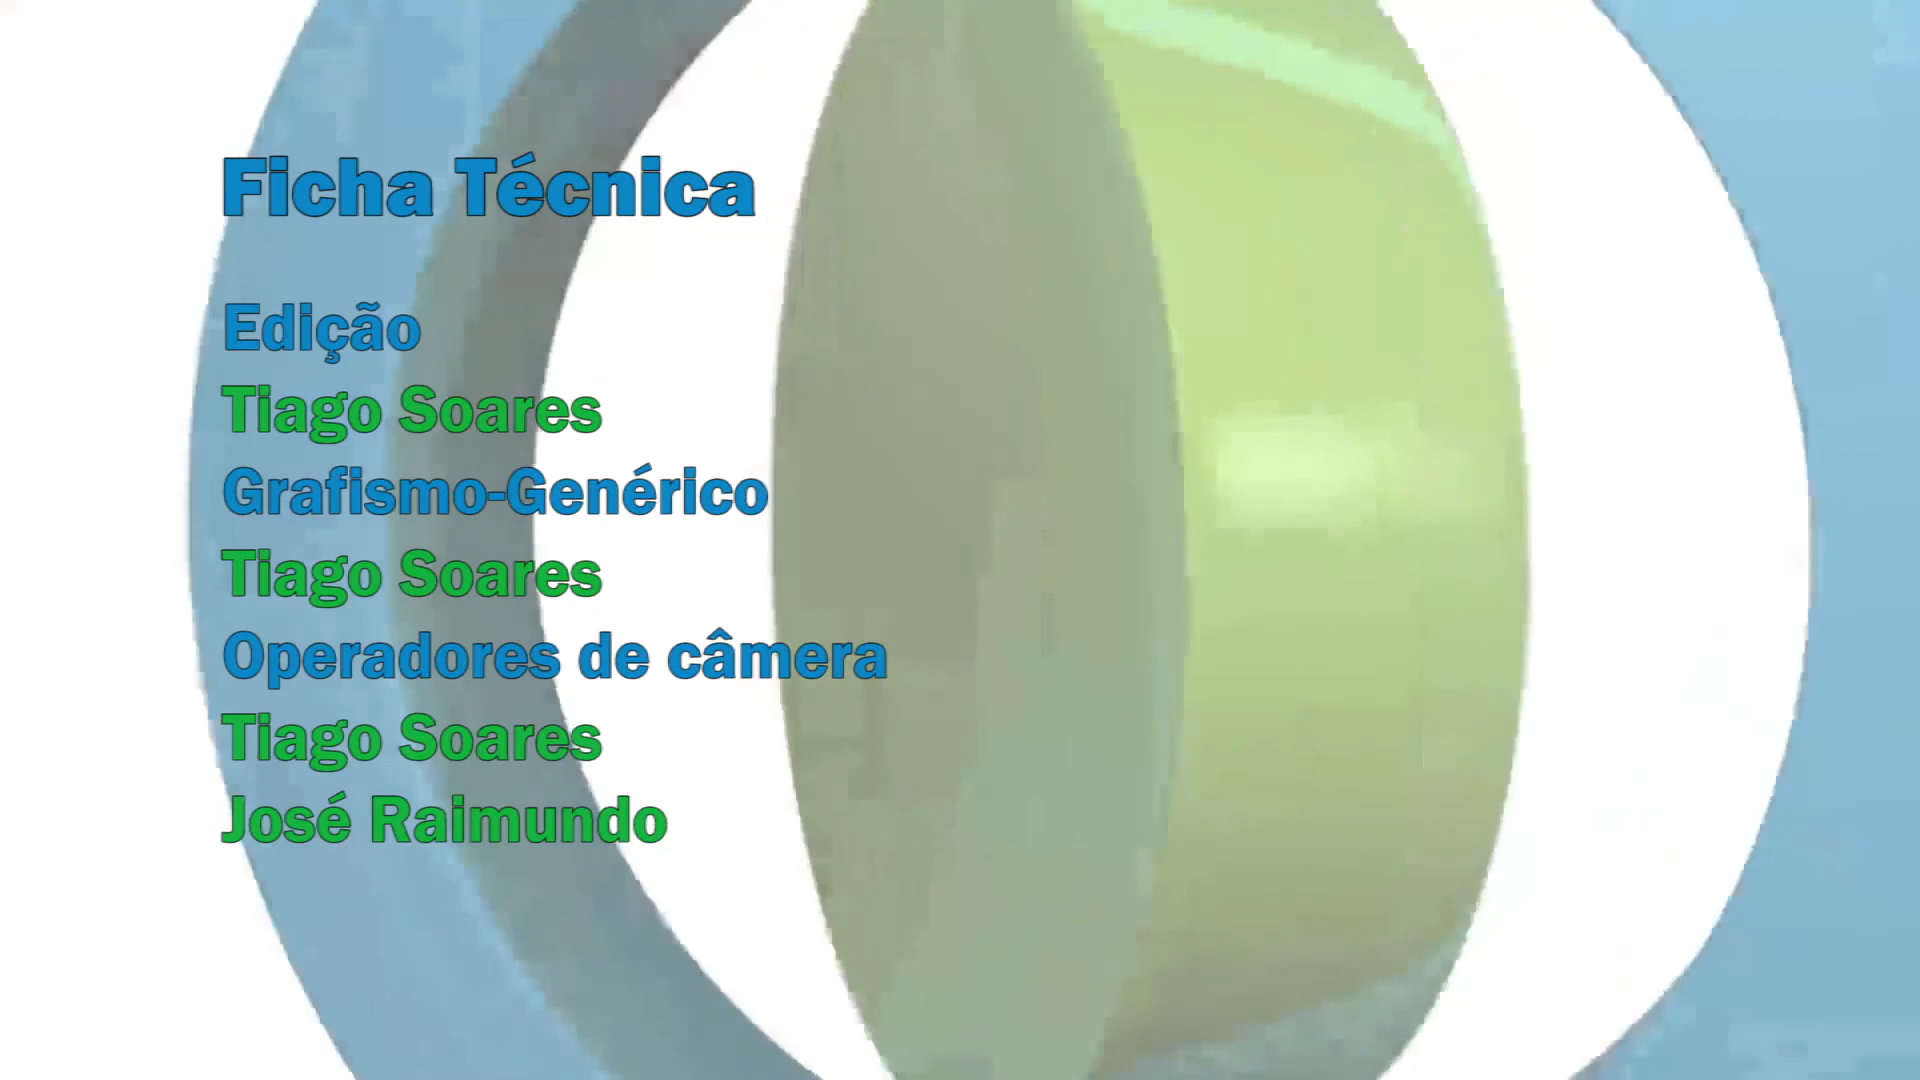 Ficha Técnica
Edição
Tiago Soares
Grafismo-Genérico
Tiago Soares
Operadores de câmera
Tiago Soares
José Raimundo